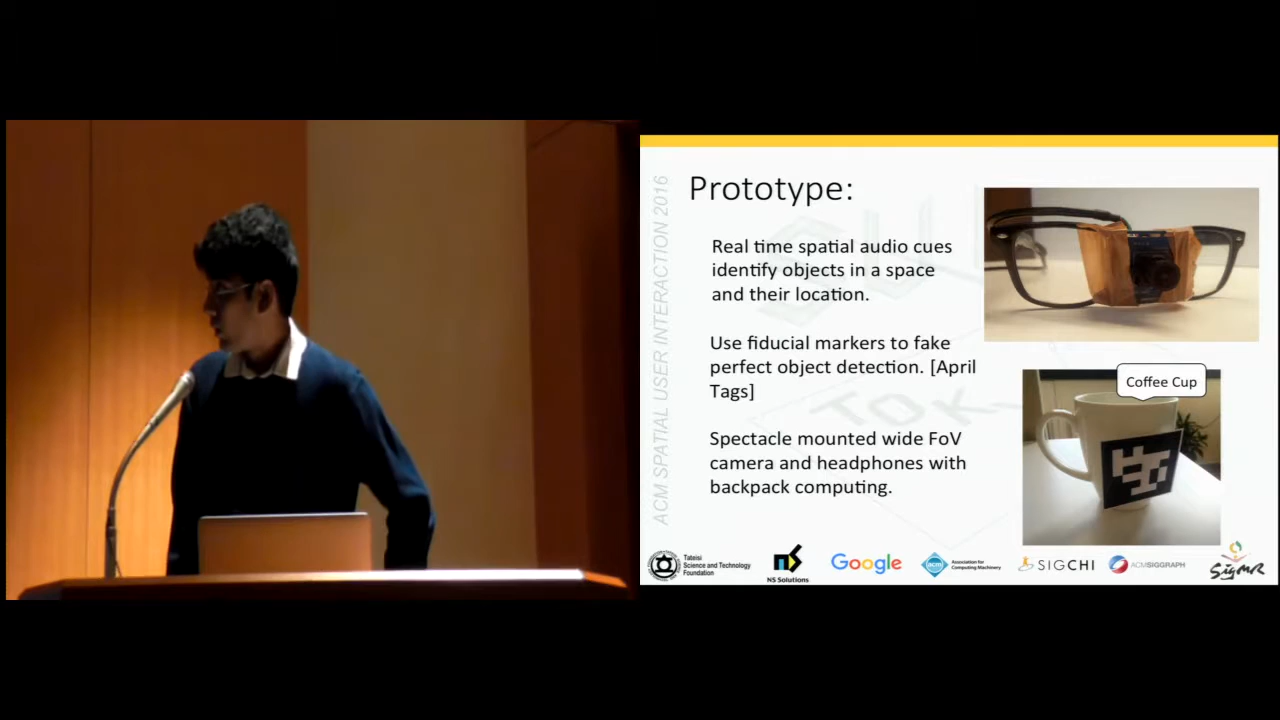 ACM SPATIAL USER INTERACTION 2016
Prototype:
Real time spatial audio cues
identify objects in a space
and their location.
Use fiducial markers to fake
perfect object detection. [April
Tags]
Spectacle mounted wide FoV
camera and headphones with
backpack computing.
Coffee Cup
Tateisi
Science and Technology
Foundation
NS Solutions
Google
acm
Association for
Computing Machinery
SIGCHI
ACMSIGGRAPH
SigMR